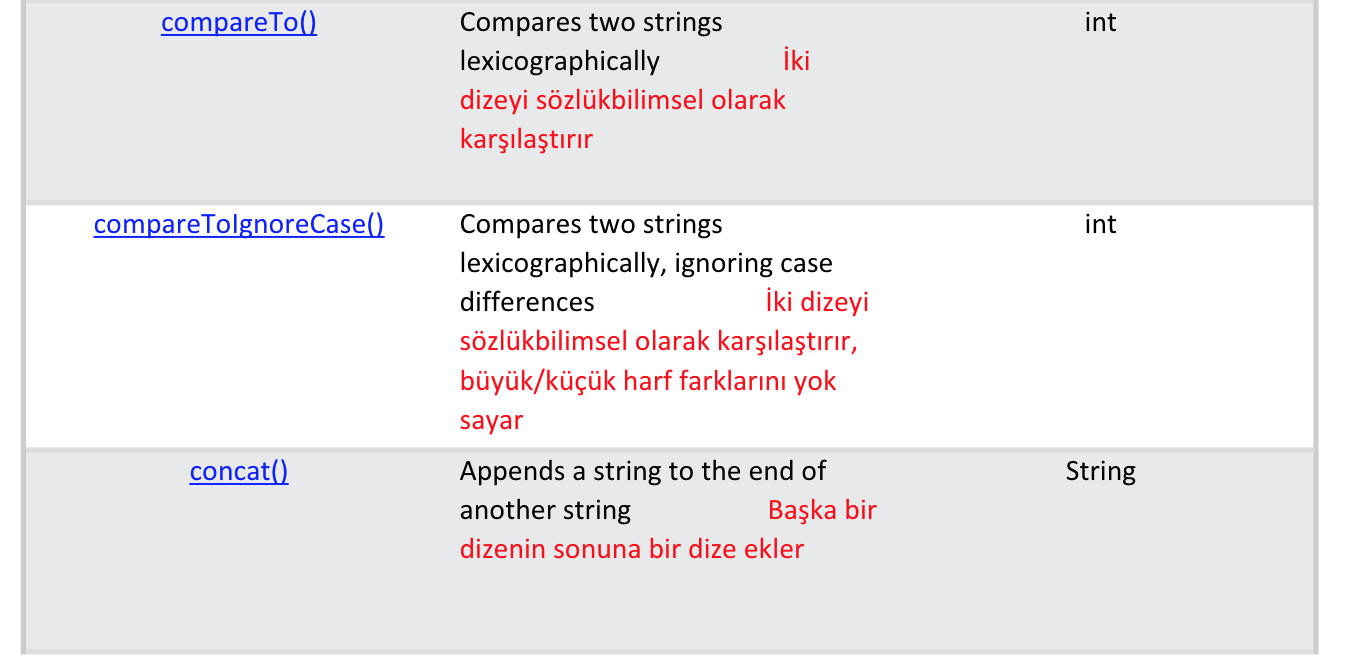 compareTo() Compares two strings int
lexicographically İki
dizeyi sözlükbilimsel olarak
karşılaştırır
compareToIgnoreCase() Compares two strings int
lexicographically, ignoring case
differences İki dizeyi
sözlükbilimsel olarak karşılaştırır,
büyük/küçük harf farklarını yok
sayar
concat() Appends a string to the end of String
another string Başka bir
dizenin sonuna bir dize ekler